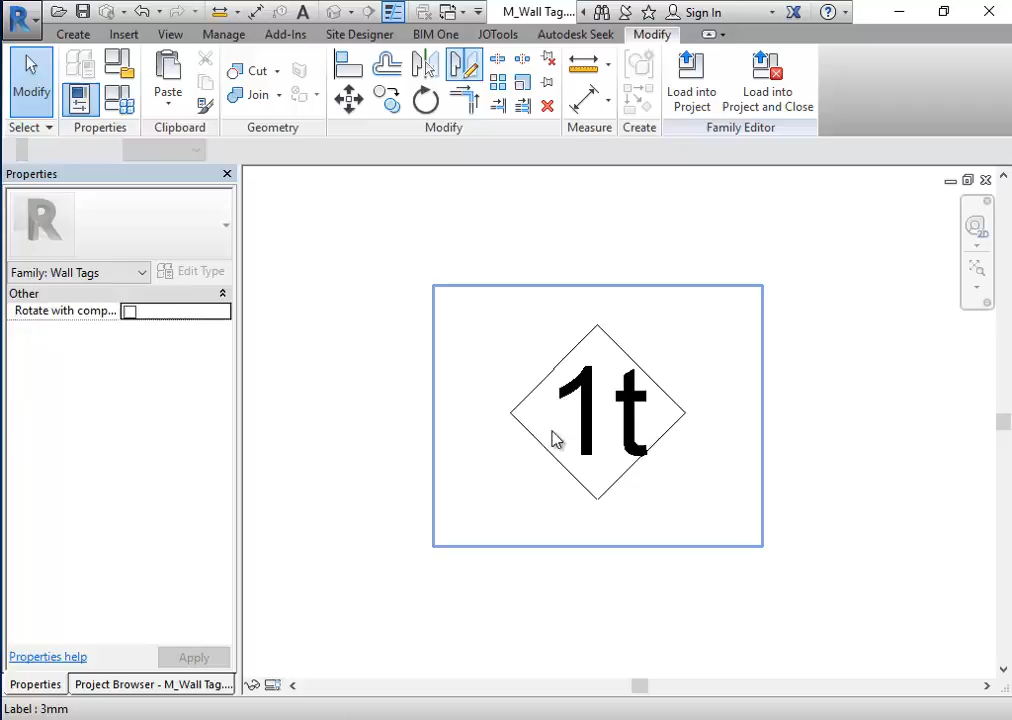 M_Wall Tag....
Sign In
Create
Insert
View
Manage
Add-Ins
Site Designer
BIM One
JOTools
Autodesk Seek
Modify
Modify
Paste
Cut
Join
Load into
Project
Load into
Project and Close
Select
Properties
Clipboard
Geometry
Modify
Measure
Create
Family Editor
Properties
R
Family: Wall Tags
Edit Type
Other
Rotate with comp...
1t
2D
Properties help
Apply
Properties
Project Browser - M_Wall Tag....
Label : 3mm